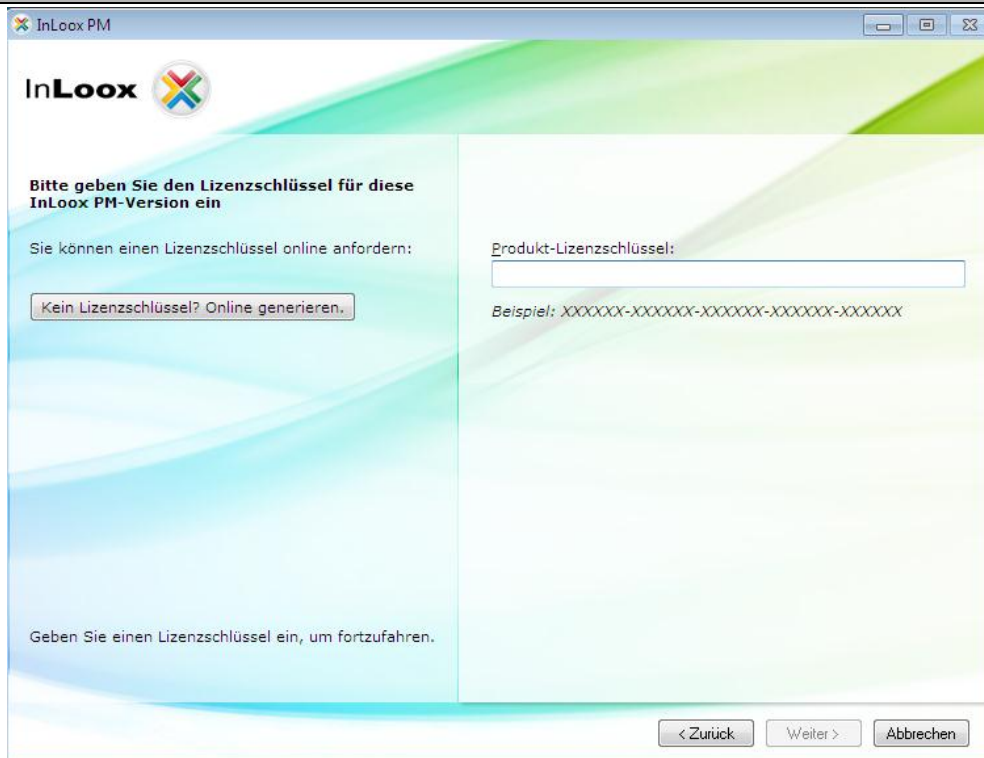 InLoox PM
InLoox
Bitte geben Sie den Lizenzschlüssel für diese
InLoox PM-Version ein
Sie können einen Lizenzschlüssel online anfordern:
Kein Lizenzschlüssel? Online generieren.
Geben Sie einen Lizenzschlüssel ein, um fortzufahren.
Produkt-Lizenzschlüssel:
Beispiel: XXXXXX-XXXXXX-XXXXXX-XXXXXX-XXXXXX
< Zurück
Weiter >
Abbrechen